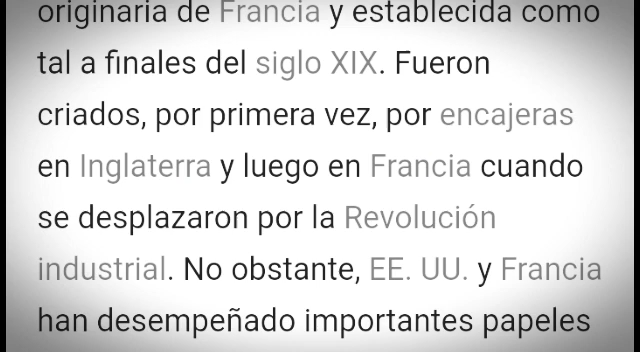 originaria de Francia y establecida como
tal a finales del siglo XIX. Fueron
criados, por primera vez, por encajeras
en Inglaterra y luego en Francia cuando
se desplazaron por la Revolución
industrial. No obstante, EE. UU. y Francia
han desempeñado importantes papeles